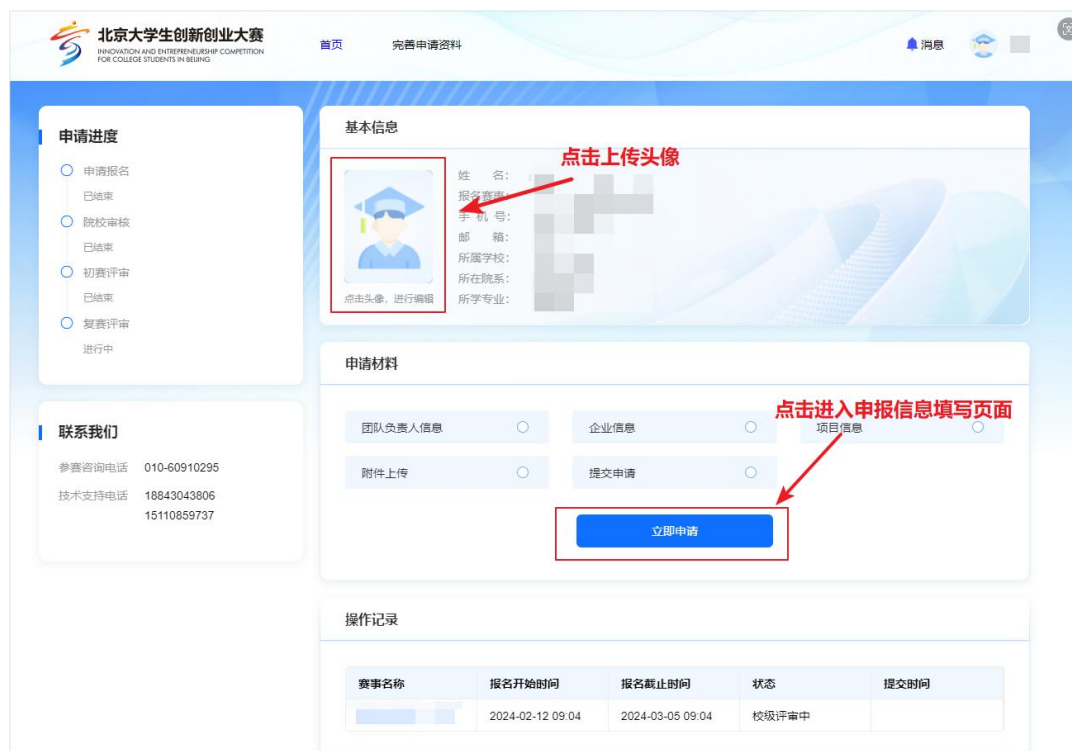 北京大学生创新创业大赛
INNOVATION AND ENTREPRENEURSHIP COMPETITION
FOR COLLEGE STUDENTS IN BEIJING
首页 完善申请资料 消息
申请进度
申请报名
已结束
院校审核
已结束
初赛评审
已结束
复赛评审
进行中
联系我们
参赛咨询电话 010-60910295
技术支持电话 18843043806
15110859737
基本信息
点击上传头像
姓 名:
报名赛事:
手 机 号:
邮 箱:
所属学校:
所在院系:
所学专业:
点击头像，进行编辑
申请材料
点击进入申报信息填写页面
团队负责人信息 企业信息 项目信息
附件上传 提交申请
立即申请
操作记录
赛事名称 报名开始时间 报名截止时间 状态 提交时间
2024-02-12 09:04 2024-03-05 09:04 校级评审中